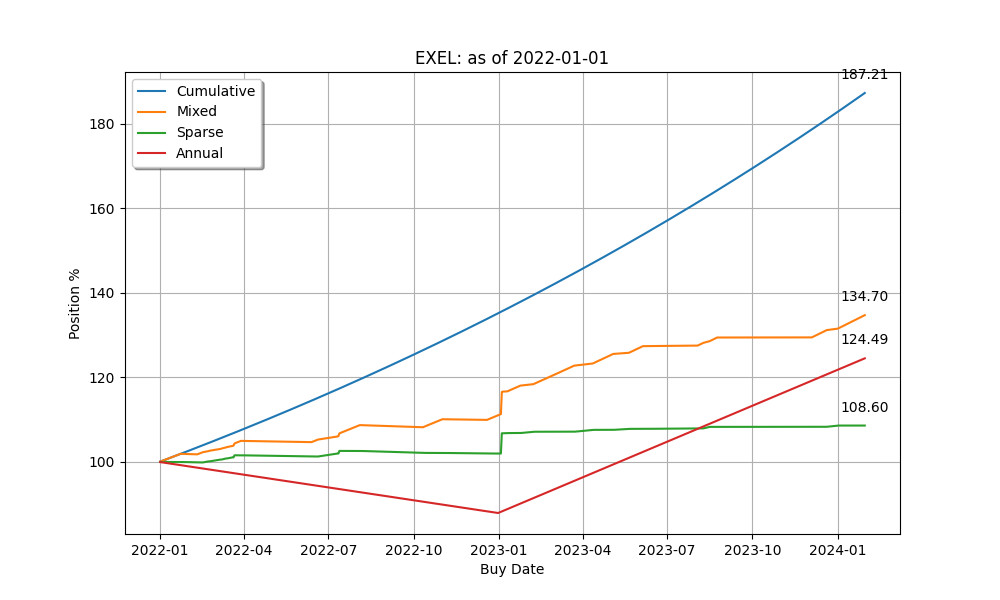 EXEL: as of 2022-01-01
187.21
Cumulative
Mixed
Sparse
Annual
180
160
140
134.70
124.49
120
108.60
100
Position %
2022-01 2022-04 2022-07 2022-10 2023-01 2023-04 2023-07 2023-10 2024-01
Buy Date